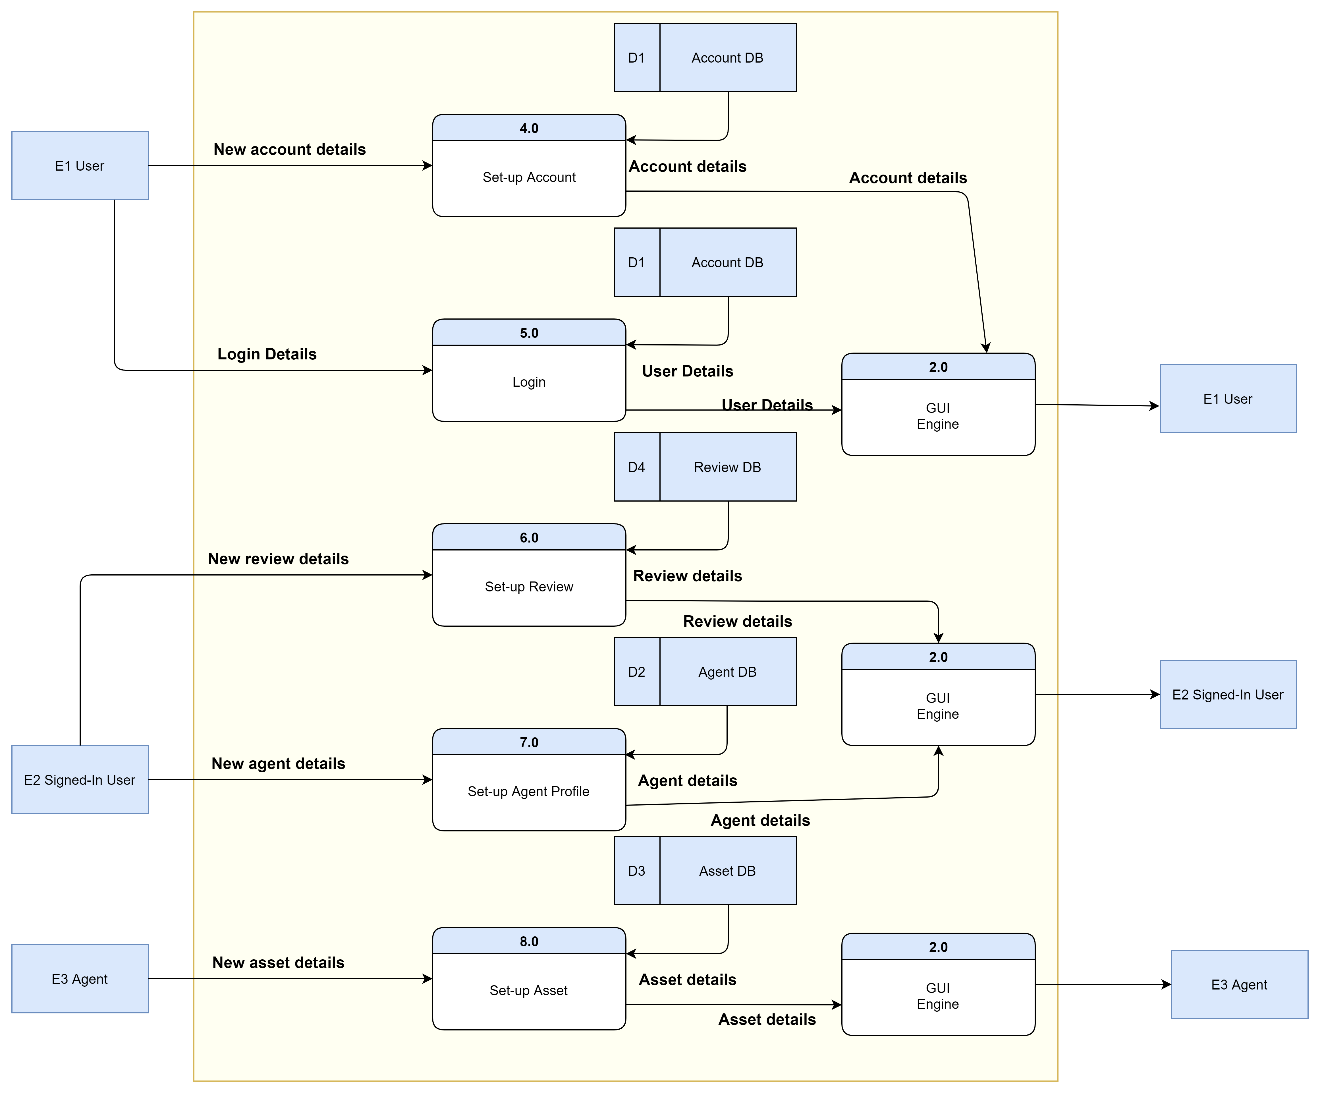 D1
Account DB
4.0
E1 User
New account details
Set-up Account
Account details
Account details
D1
Account DB
5.0
Login Details
Login
User Details
User Details
2.0
GUI
Engine
E1 User
D4
Review DB
6.0
New review details
Set-up Review
Review details
Review details
2.0
GUI
Engine
E2 Signed-In User
D2
Agent DB
7.0
E2 Signed-In User
New agent details
Set-up Agent Profile
Agent details
Agent details
D3
Asset DB
8.0
E3 Agent
New asset details
Set-up Asset
Asset details
Asset details
2.0
GUI
Engine
E3 Agent